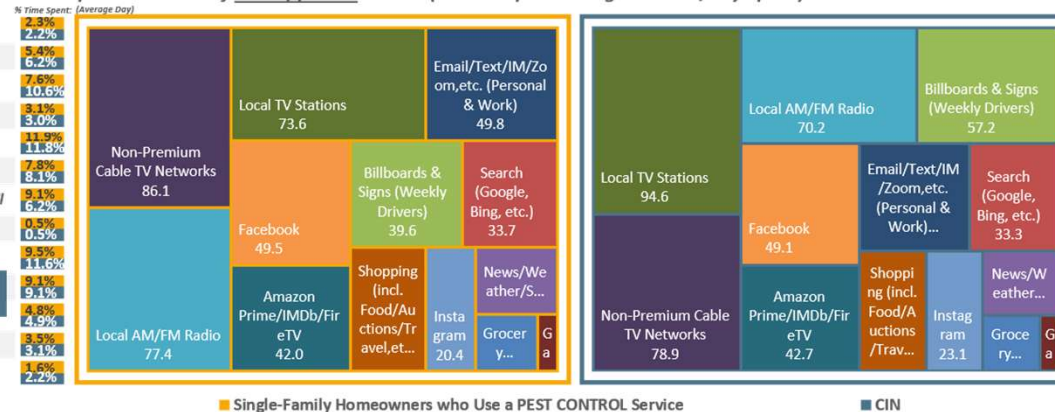 % Time Spent: (Average Day)
2.3%
2.2%
5.4%
6.2%
7.6%
10.6%
3.1%
3.0%
11.9%
11.8%
7.8%
8.1%
9.1%
6.2%
0.5%
0.5%
9.5%
11.6%
9.1%
9.1%
4.8%
4.9%
3.5%
3.1%
1.6%
2.2%
Non-Premium
Cable TV Networks
86.1
Local AM/FM Radio
77.4
Local TV Stations
73.6
Email/Text/IM/Zo
om,etc. (Personal
& Work)
49.8
Facebook
49.5
Billboards &
Signs (Weekly
Drivers)
39.6
Search
(Google,
Bing, etc.)
33.7
Amazon
Prime/IMDb/Fir
eTV
42.0
Shopping
(incl.
Food/Au
ctions/Tr
avel,et...
Insta
gram
20.4
News/We
ather/S...
Grocer
y...
G
a
Local TV Stations
94.6
Non-Premium Cable
TV Networks
78.9
Local AM/FM Radio
70.2
Billboards & Signs
(Weekly Drivers)
57.2
Facebook
49.1
Email/Text/IM
/Zoom,etc.
(Personal &
Work)...
Search
(Google,
Bing, etc.)
33.3
Amazon
Prime/IMDb/Fir
eTV
42.7
Shoppi
ng (incl.
Food/A
uctions
/Trav...
Instag
ram
23.1
News/W
eather...
Groce
ry...
G
a
Single-Family Homeowners who Use a PEST CONTROL Service
CIN